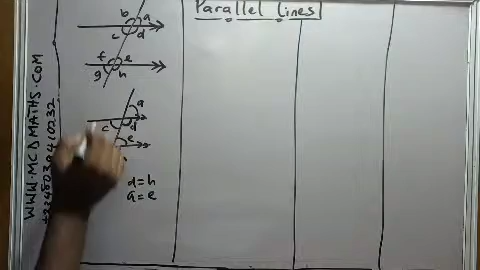 Parallel Lines
b a
c d
f e
g h
a
c d
e
d = h
a = e
WWW.MCDMATHS.COM